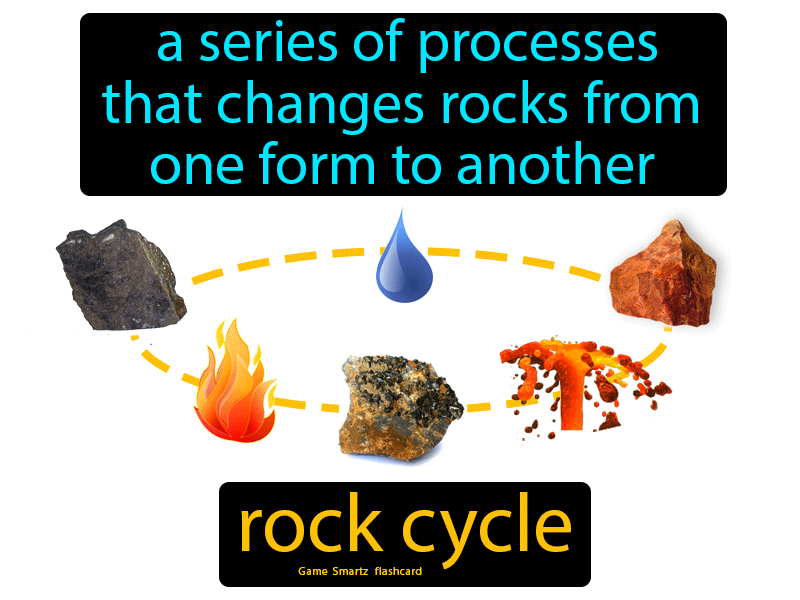 a series of processes
that changes rocks from
one form to another
rock cycle
Game Smartz flashcard